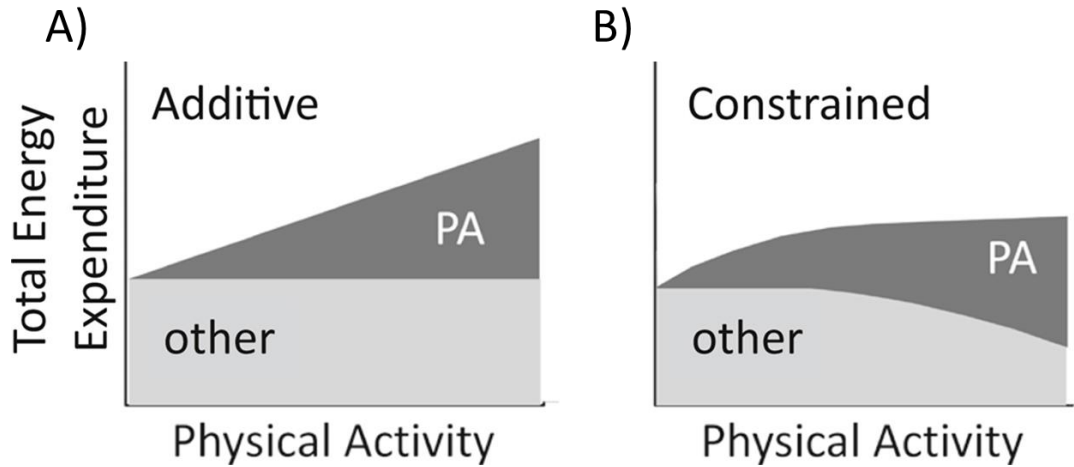 A)
Additive
PA
other
Total Energy
Expenditure
Physical Activity
B)
Constrained
PA
other
Physical Activity